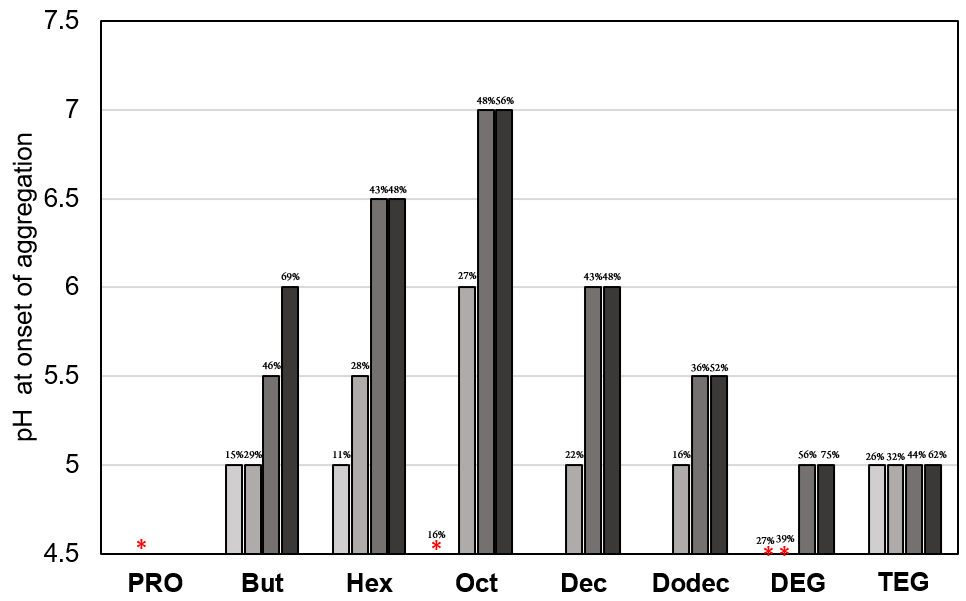 7.5
7
6.5
6
5.5
5
4.5
pH at onset of aggregation
*
15% 29% 46% 69%
11% 28% 43% 48%
16% * 27% 48% 56%
22% 43% 48%
16% 36% 52%
27% * 39% * 56% 75%
26% 32% 44% 62%
PRO But Hex Oct Dec Dodec DEG TEG